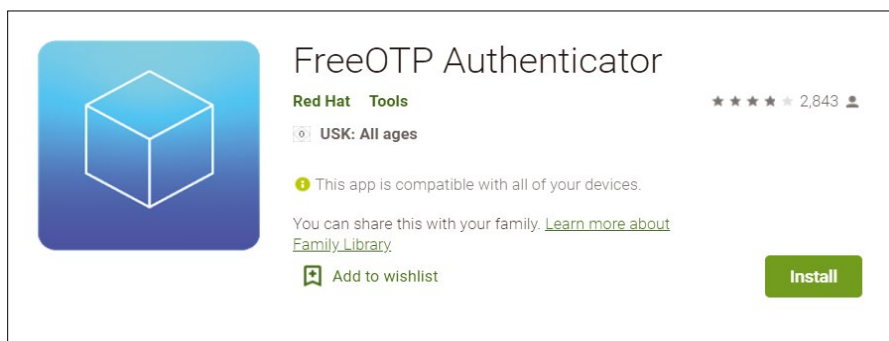 FreeOTP Authenticator
Red Hat Tools 2,843
0 USK: All ages
This app is compatible with all of your devices.
You can share this with your family. Learn more about
Family Library
Add to wishlist
Install